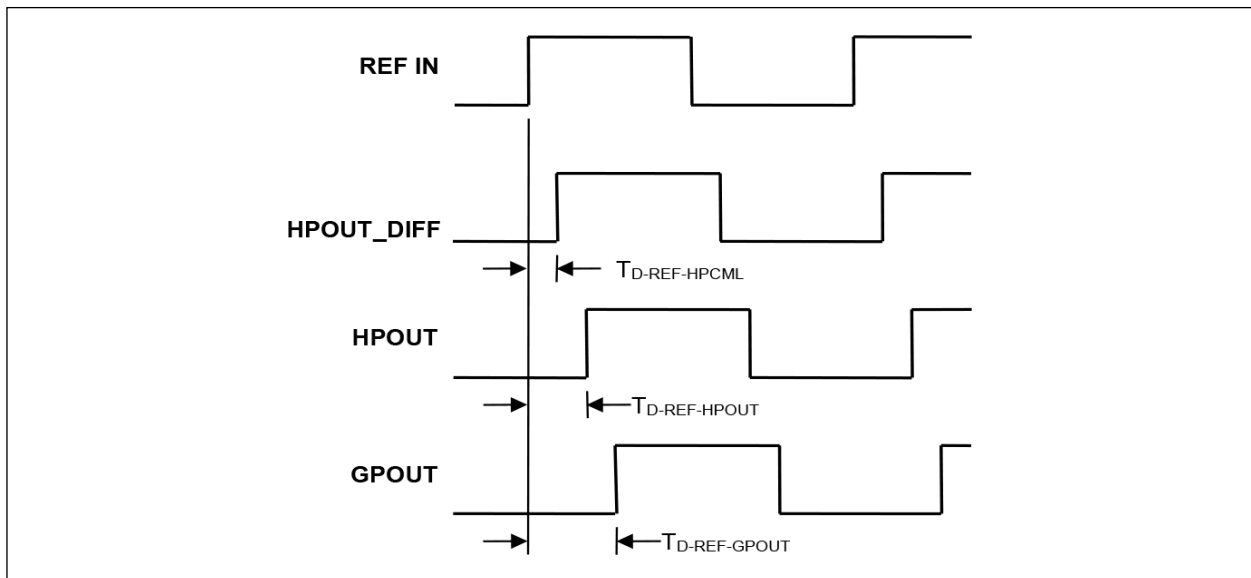 REF IN
HPOUT_DIFF
TD-REF-HPCML
HPOUT
TD-REF-HPOUT
GPOUT
TD-REF-GPOUT